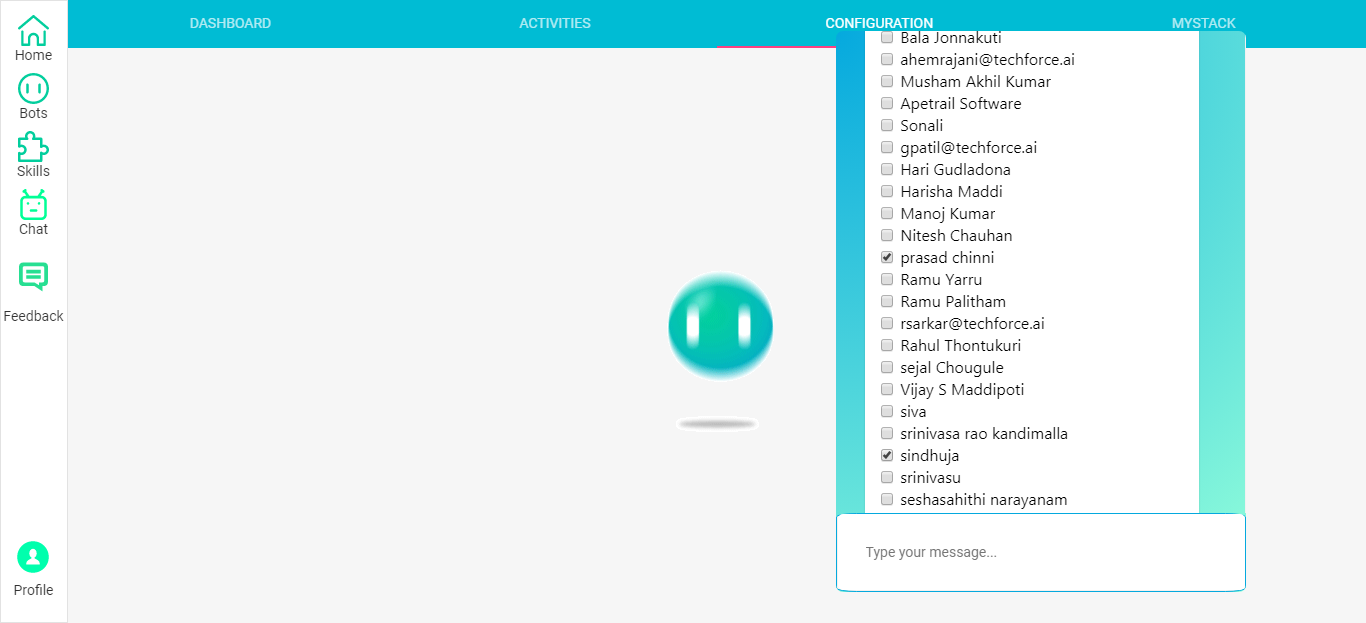 DASHBOARD
ACTIVITIES
CONFIGURATION
MYSTACK
Home
Bots
Skills
Chat
Feedback
Profile
Bala Jonnakuti
ahemrajani@techforce.ai
Musham Akhil Kumar
Apetrail Software
Sonali
gpatil@techforce.ai
Hari Gudladona
Harisha Maddi
Manoj Kumar
Nitesh Chauhan
prasad chinni
Ramu Yarru
Ramu Palitham
rsarkar@techforce.ai
Rahul Thontukuri
sejal Chougule
Vijay S Maddipoti
siva
srinivasa rao kandimalla
sindhuja
srinivasu
seshasahithi narayanam
Type your message...